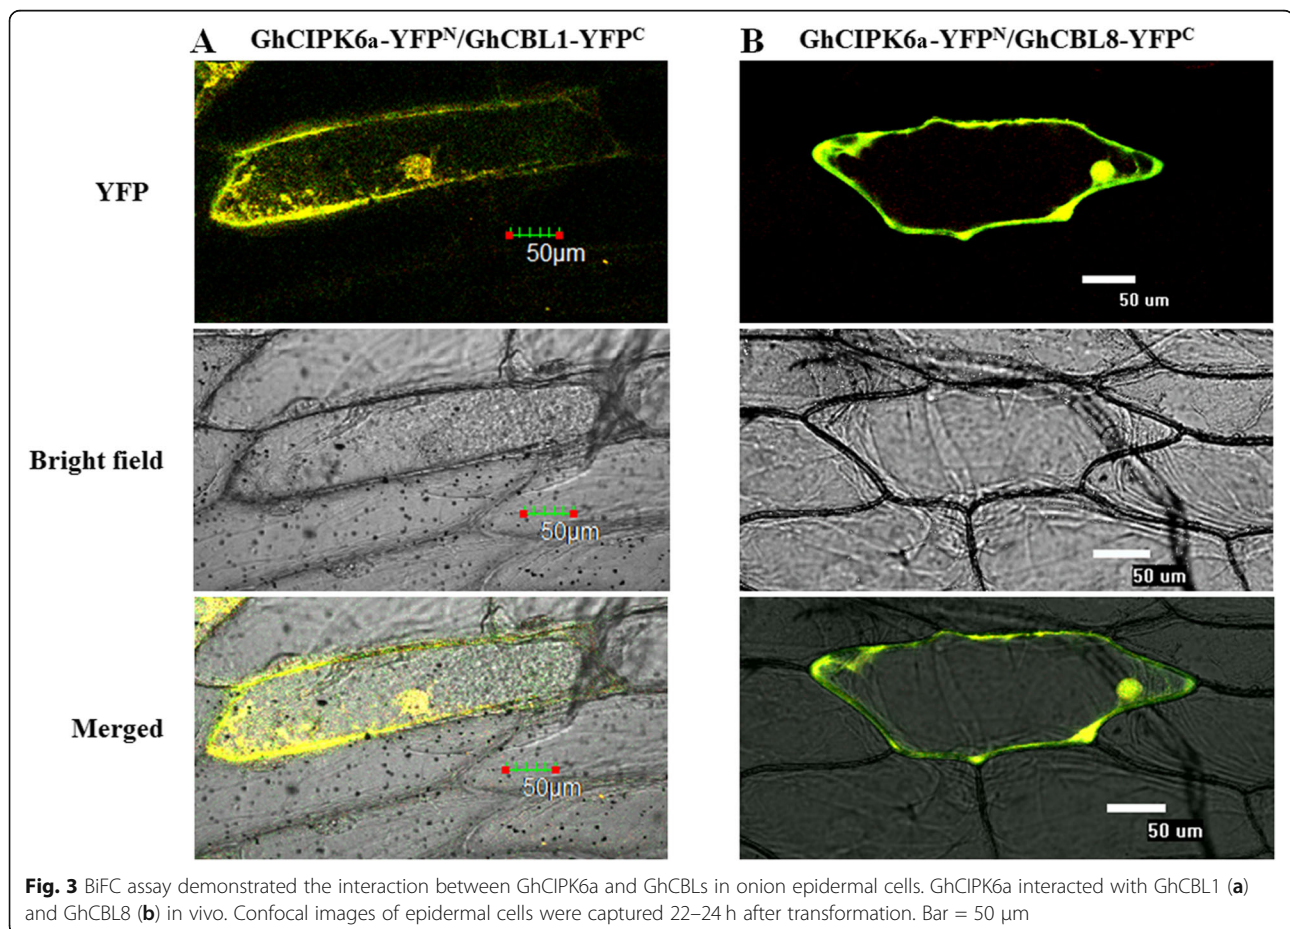 A GhCIPK6a-YFPᴺ/GhCBL1-YFPᶜ
B GhCIPK6a-YFPᴺ/GhCBL8-YFPᶜ
YFP
50µm
50 um
Bright field
50µm
50 um
Merged
50µm
50 um
Fig. 3 BiFC assay demonstrated the interaction between GhCIPK6a and GhCBLs in onion epidermal cells. GhCIPK6a interacted with GhCBL1 (a)
and GhCBL8 (b) in vivo. Confocal images of epidermal cells were captured 22–24 h after transformation. Bar = 50 μm